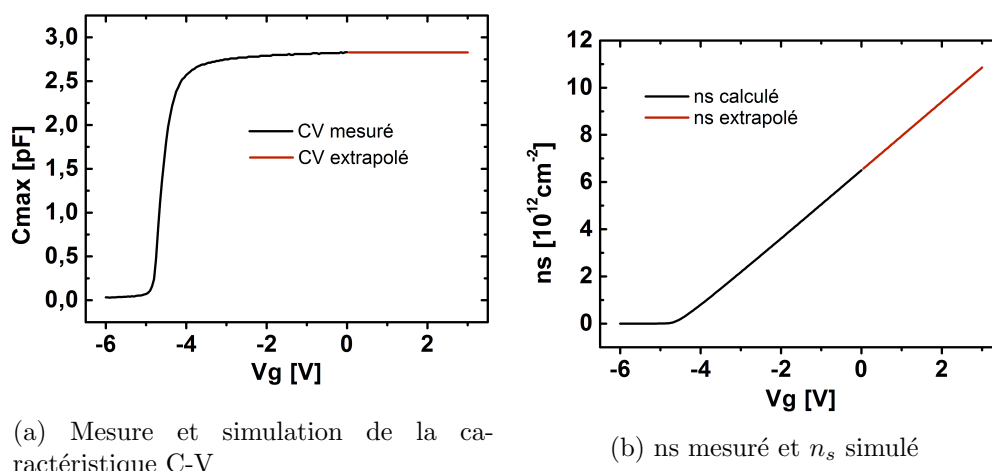 3,0
2,5
2,0
1,5
1,0
0,5
0,0
Cmax [pF]
CV mesuré
CV extrapolé
-6
-4
-2
0
2
Vg [V]
(a) Mesure et simulation de la ca-
ractéristique C-V
12
10
8
6
4
2
0
ns [10¹²cm⁻²]
ns calculé
ns extrapolé
-6
-4
-2
0
2
Vg [V]
(b) ns mesuré et nₛ simulé